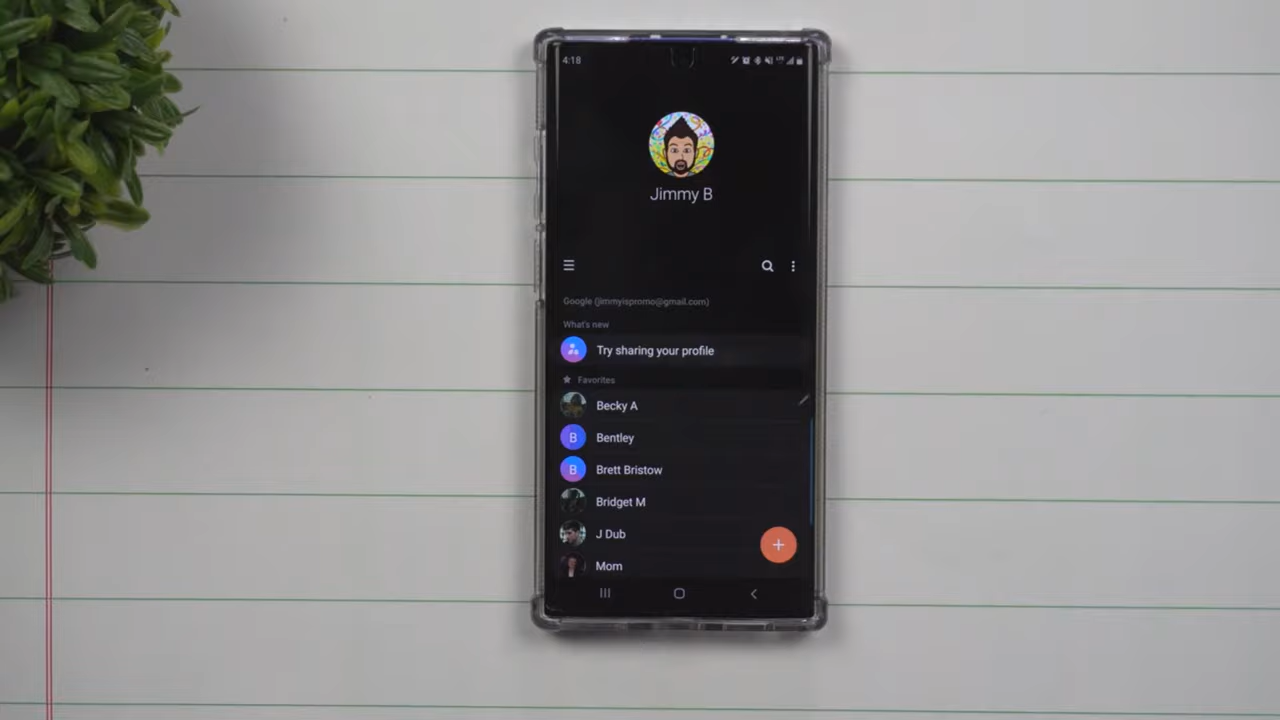 4:18
Jimmy B
Google (jimmyispromo@gmail.com)
What's new
Try sharing your profile
Favorites
Becky A
B Bentley
B Brett Bristow
Bridget M
J Dub
Mom